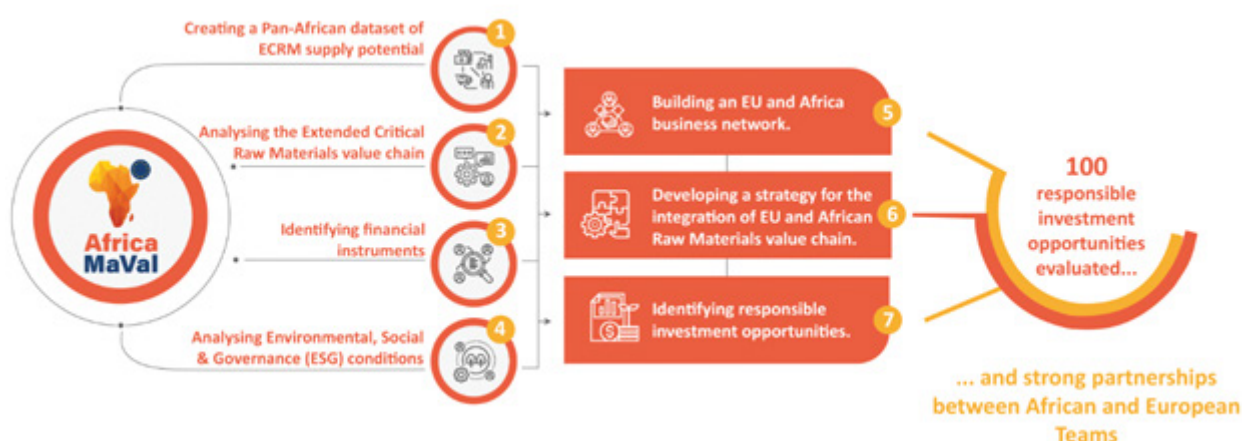 Creating a Pan-African dataset of
ECRM supply potential
1
Analysing the Extended Critical
Raw Materials value chain
2
Africa
MaVal
Identifying financial
instruments
3
Analysing Environmental, Social
& Governance (ESG) conditions
4
Building an EU and Africa
business network.
5
Developing a strategy for the
integration of EU and African
Raw Materials value chain.
6
Identifying responsible
investment opportunities.
7
100
responsible
investment
opportunities
evaluated...
... and strong partnerships
between African and European
Teams